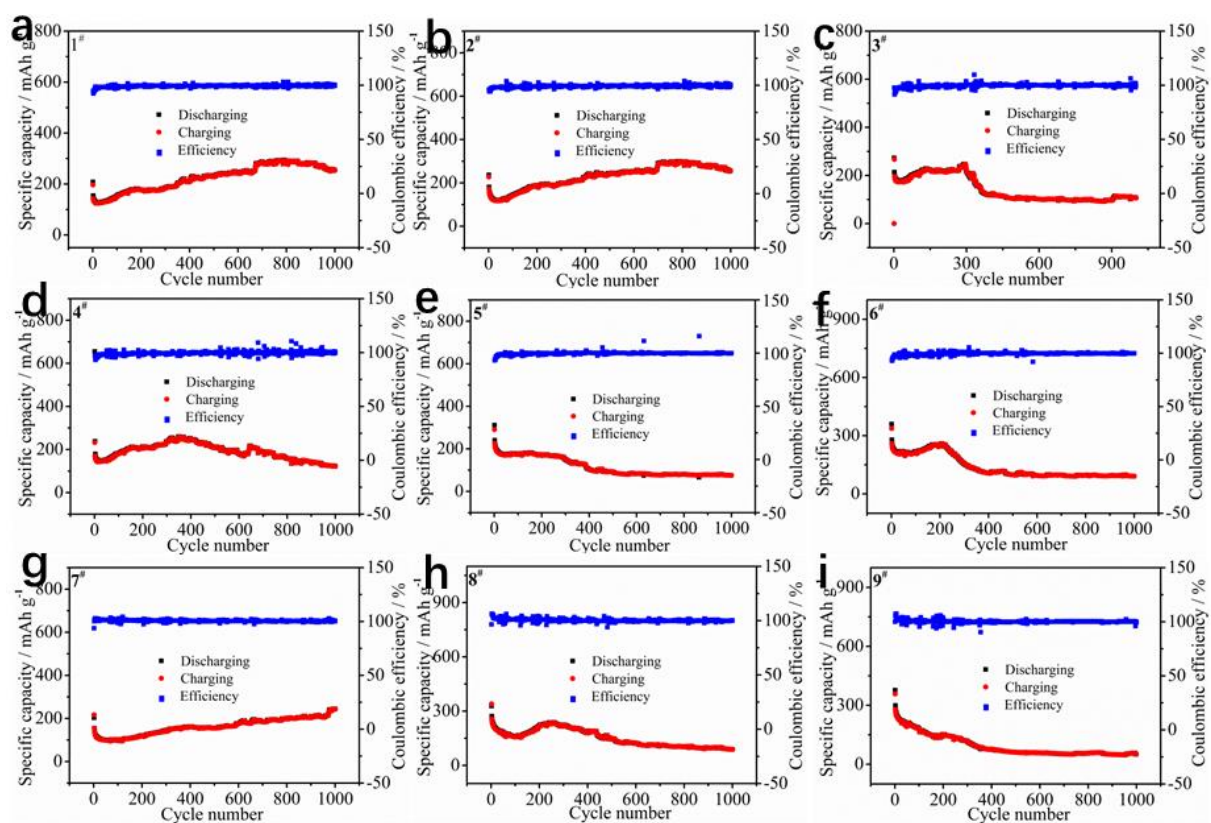 a
1#
Specific capacity / mAh g-1
800
600
400
200
0
Discharging
Charging
Efficiency
150
100
50
0
-50
Coulombic efficiency / %
0 200 400 600 800 1000
Cycle number
b
2#
Specific capacity / mAh g-1
800
600
400
200
0
Discharging
Charging
Efficiency
150
100
50
0
-50
Coulombic efficiency / %
0 200 400 600 800 1000
Cycle number
c
3#
Specific capacity / mAh g-1
800
600
400
200
0
Discharging
Charging
Efficiency
150
100
50
0
-50
Coulombic efficiency / %
0 300 600 900
Cycle number
d
4#
Specific capacity / mAh g-1
800
600
400
200
0
Discharging
Charging
Efficiency
150
100
50
0
-50
Coulombic efficiency / %
0 200 400 600 800 1000
Cycle number
e
5#
Specific capacity / mAh g-1
800
600
400
200
0
Discharging
Charging
Efficiency
150
100
50
0
-50
Coulombic efficiency / %
0 200 400 600 800 1000
Cycle number
f
6#
Specific capacity / mAh g
900
600
300
0
Discharging
Charging
Efficiency
150
100
50
0
-50
Coulombic efficiency / %
0 200 400 600 800 1000
Cycle number
g
7#
Specific capacity / mAh g-1
800
600
400
200
0
Discharging
Charging
Efficiency
150
100
50
0
-50
Coulombic efficiency / %
0 200 400 600 800 1000
Cycle number
h
8#
Specific capacity / mAh g-1
900
600
300
0
Discharging
Charging
Efficiency
150
100
50
0
-50
Coulombic efficiency / %
0 200 400 600 800 1000
Cycle number
i
9#
Specific capacity / mAh g
900
600
300
0
Discharging
Charging
Efficiency
150
100
50
0
-50
Coulombic efficiency / %
0 200 400 600 800 1000
Cycle number